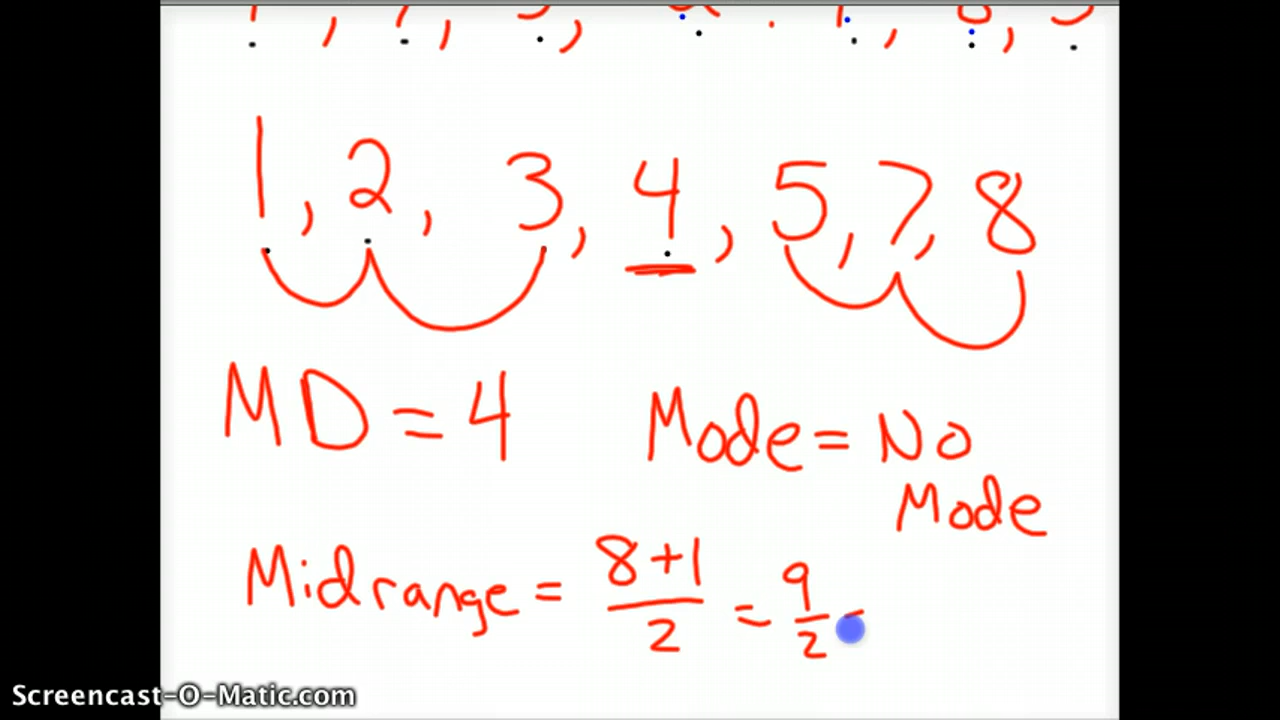 1, 2, 3, 4, 5, 7, 8
MD = 4
Mode = No
Mode
Midrange = 8+1/2 = 9/2 =
Screencast-O-Matic.com